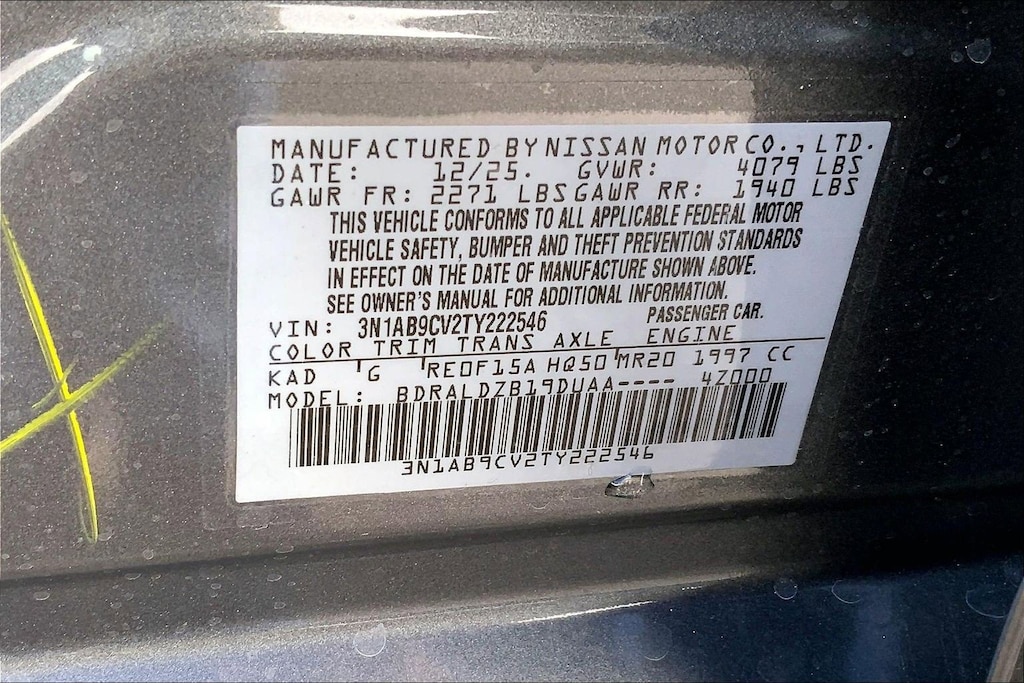 MANUFACTURED BY NISSAN MOTOR CO., LTD.
DATE: 12/25. GVWR: 4079 LBS
GAWR FR: 2271 LBS GAWR RR: 1940 LBS
THIS VEHICLE CONFORMS TO ALL APPLICABLE FEDERAL MOTOR
VEHICLE SAFETY, BUMPER AND THEFT PREVENTION STANDARDS
IN EFFECT ON THE DATE OF MANUFACTURE SHOWN ABOVE.
SEE OWNER'S MANUAL FOR ADDITIONAL INFORMATION.
VIN: 3N1AB9CV2TY222546 PASSENGER CAR.
COLOR TRIM TRANS AXLE ENGINE
KAD G RE0F15A HQ50 MR20 1997 CC
MODEL: BDRALDZB19DUAA---- 4Z000
3N1AB9CV2TY222546